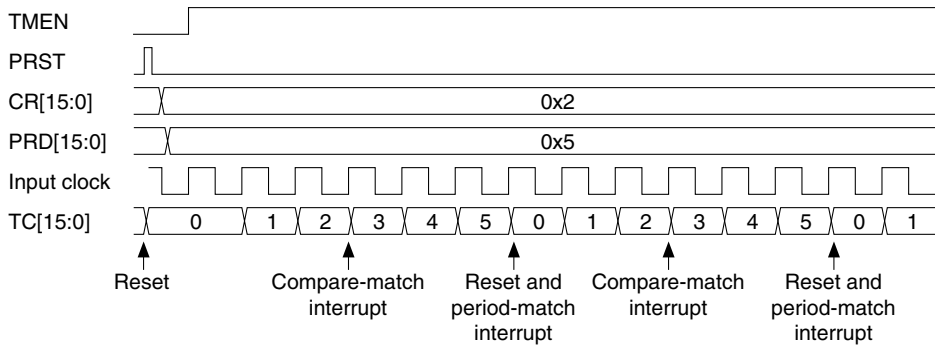 TMEN
PRST
CR[15:0] 0x2
PRD[15:0] 0x5
Input clock
TC[15:0] 0 1 2 3 4 5 0 1 2 3 4 5 0 1
Reset Compare-match Reset and Compare-match Reset and
interrupt period-match interrupt period-match
interrupt interrupt